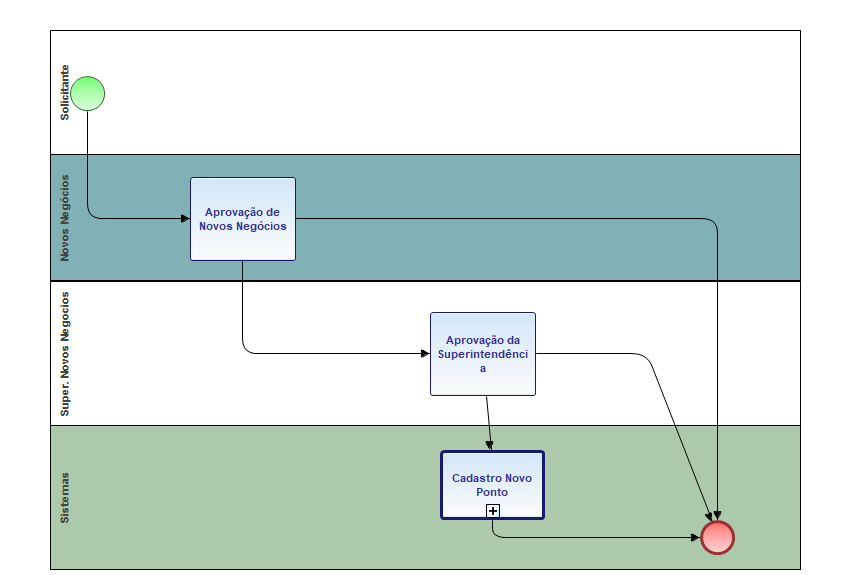 Solicitante
Novos Negócios
Aprovação de
Novos Negócios
Super. Novos Negocios
Aprovação da
Superintendênci
a
Sistemas
Cadastro Novo
Ponto